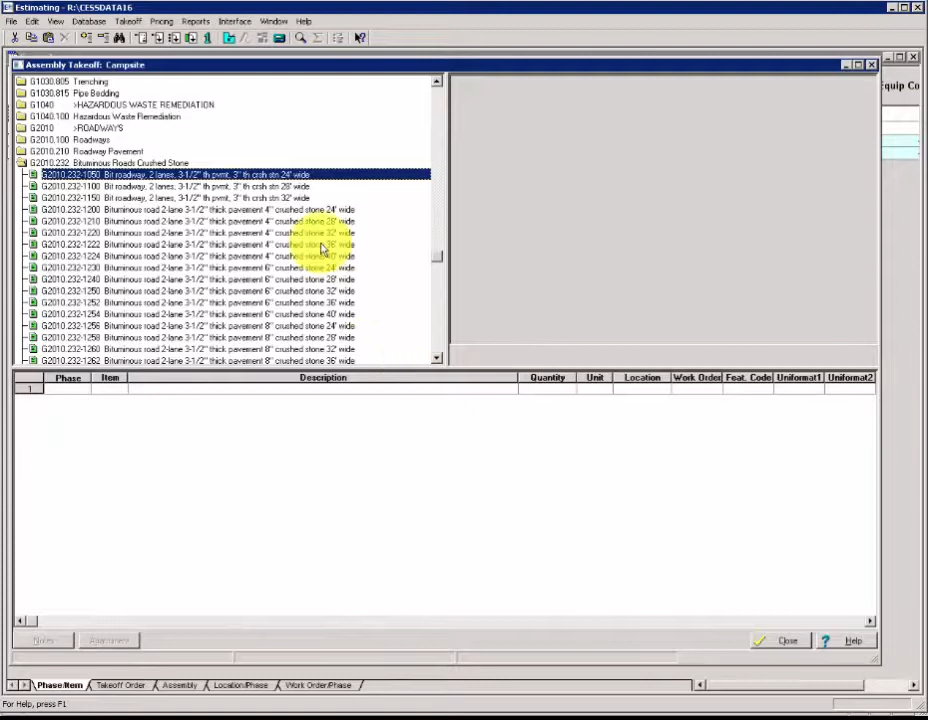 Estimating - R:\CESSDATA16
File Edit View Database Takeoff Pricing Reports Interface Window Help
Assembly Takeoff: Campsite
quip Co
G1030.805 Trenching
G1030.815 Pipe Bedding
G1040 >HAZARDOUS WASTE REMEDIATION
G1040.100 Hazardous Waste Remediation
G2010 >ROADWAYS
G2010.100 Roadways
G2010.210 Roadway Pavement
G2010.232 Bituminous Roads Crushed Stone
G2010.232-1050 Bit roadway, 2 lanes, 3-1/2" th pvmt, 3" th crsh stn 24' wide
G2010.232-1100 Bit roadway, 2 lanes, 3-1/2" th pvmt, 3" th crsh stn 28' wide
G2010.232-1150 Bit roadway, 2 lanes, 3-1/2" th pvmt, 3" th crsh stn 32' wide
G2010.232-1200 Bituminous road 2-lane 3-1/2" thick pavement 4" crushed stone 24' wide
G2010.232-1210 Bituminous road 2-lane 3-1/2" thick pavement 4" crushed stone 28' wide
G2010.232-1220 Bituminous road 2-lane 3-1/2" thick pavement 4" crushed stone 32' wide
G2010.232-1222 Bituminous road 2-lane 3-1/2" thick pavement 4" crushed stone 36' wide
G2010.232-1224 Bituminous road 2-lane 3-1/2" thick pavement 4" crushed stone 40' wide
G2010.232-1230 Bituminous road 2-lane 3-1/2" thick pavement 6" crushed stone 24' wide
G2010.232-1240 Bituminous road 2-lane 3-1/2" thick pavement 6" crushed stone 28' wide
G2010.232-1250 Bituminous road 2-lane 3-1/2" thick pavement 6" crushed stone 32' wide
G2010.232-1252 Bituminous road 2-lane 3-1/2" thick pavement 6" crushed stone 36' wide
G2010.232-1254 Bituminous road 2-lane 3-1/2" thick pavement 6" crushed stone 40' wide
G2010.232-1256 Bituminous road 2-lane 3-1/2" thick pavement 8" crushed stone 24' wide
G2010.232-1258 Bituminous road 2-lane 3-1/2" thick pavement 8" crushed stone 28' wide
G2010.232-1260 Bituminous road 2-lane 3-1/2" thick pavement 8" crushed stone 32' wide
G2010.232-1262 Bituminous road 2-lane 3-1/2" thick pavement 8" crushed stone 36' wide
Phase Item Description Quantity Unit Location Work Order Feat. Code Uniformat1 Uniformat2
1
Notes Close Help
Phase/Item Takeoff Order Assembly Location/Phase Work Order/Phase
For Help, press F1